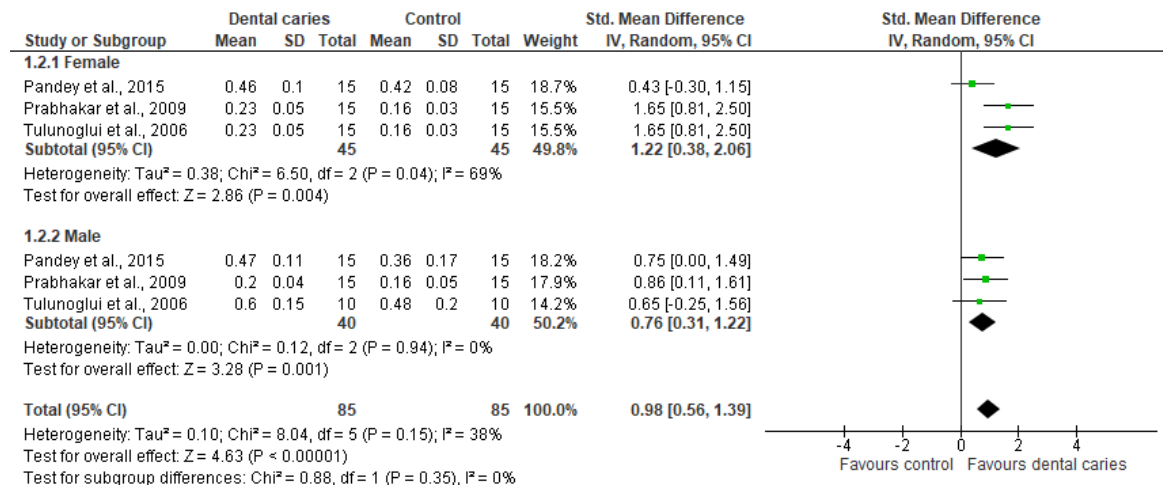 Dental caries Control Std. Mean Difference Std. Mean Difference
Study or Subgroup Mean SD Total Mean SD Total Weight IV, Random, 95% CI IV, Random, 95% CI
1.2.1 Female
Pandey et al., 2015 0.46 0.1 15 0.42 0.08 15 18.7% 0.43 [-0.30, 1.15]
Prabhakar et al., 2009 0.23 0.05 15 0.16 0.03 15 15.5% 1.65 [0.81, 2.50]
Tulunoglui et al., 2006 0.23 0.05 15 0.16 0.03 15 15.5% 1.65 [0.81, 2.50]
Subtotal (95% CI) 45 45 49.8% 1.22 [0.38, 2.06]
Heterogeneity: Tau² = 0.38; Chi² = 6.50, df = 2 (P = 0.04); I² = 69%
Test for overall effect: Z = 2.86 (P = 0.004)
1.2.2 Male
Pandey et al., 2015 0.47 0.11 15 0.36 0.17 15 18.2% 0.75 [0.00, 1.49]
Prabhakar et al., 2009 0.2 0.04 15 0.16 0.05 15 17.9% 0.86 [0.11, 1.61]
Tulunoglui et al., 2006 0.6 0.15 10 0.48 0.2 10 14.2% 0.65 [-0.25, 1.56]
Subtotal (95% CI) 40 40 50.2% 0.76 [0.31, 1.22]
Heterogeneity: Tau² = 0.00; Chi² = 0.12, df = 2 (P = 0.94); I² = 0%
Test for overall effect: Z = 3.28 (P = 0.001)
Total (95% CI) 85 85 100.0% 0.98 [0.56, 1.39]
Heterogeneity: Tau² = 0.10; Chi² = 8.04, df = 5 (P = 0.15); I² = 38%
Test for overall effect: Z = 4.63 (P < 0.00001)
Test for subgroup differences: Chi² = 0.88, df = 1 (P = 0.35), I² = 0%
-4 -2 0 2 4
Favours control Favours dental caries